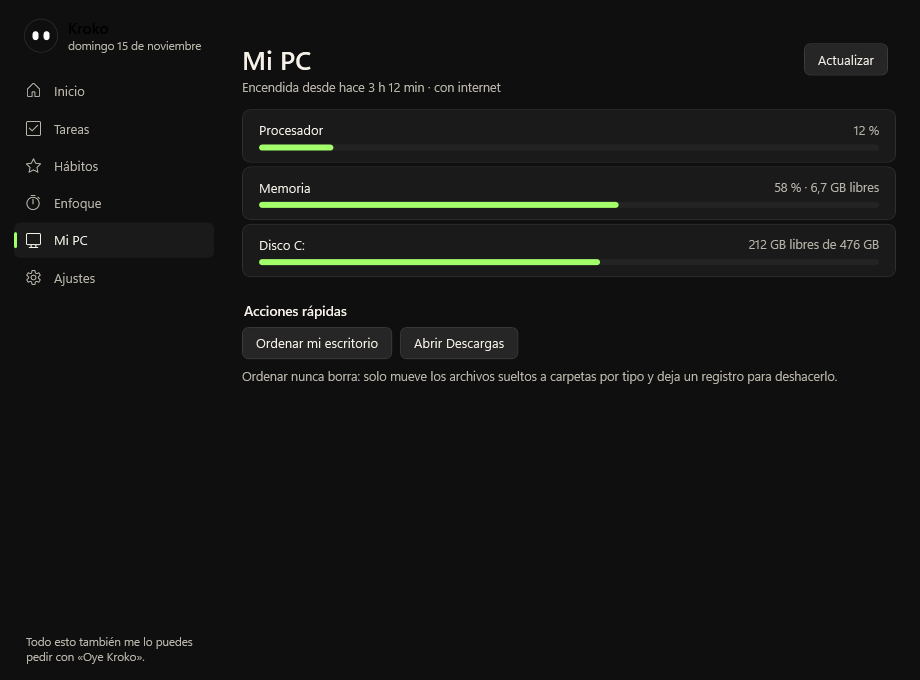 Kroko
domingo 15 de noviembre
Inicio
Tareas
Hábitos
Enfoque
Mi PC
Ajustes
Todo esto también me lo puedes
pedir con «Oye Kroko».
Mi PC
Actualizar
Encendida desde hace 3 h 12 min · con internet
Procesador
12 %
Memoria
58 % · 6,7 GB libres
Disco C:
212 GB libres de 476 GB
Acciones rápidas
Ordenar mi escritorio
Abrir Descargas
Ordenar nunca borra: solo mueve los archivos sueltos a carpetas por tipo y deja un registro para deshacerlo.